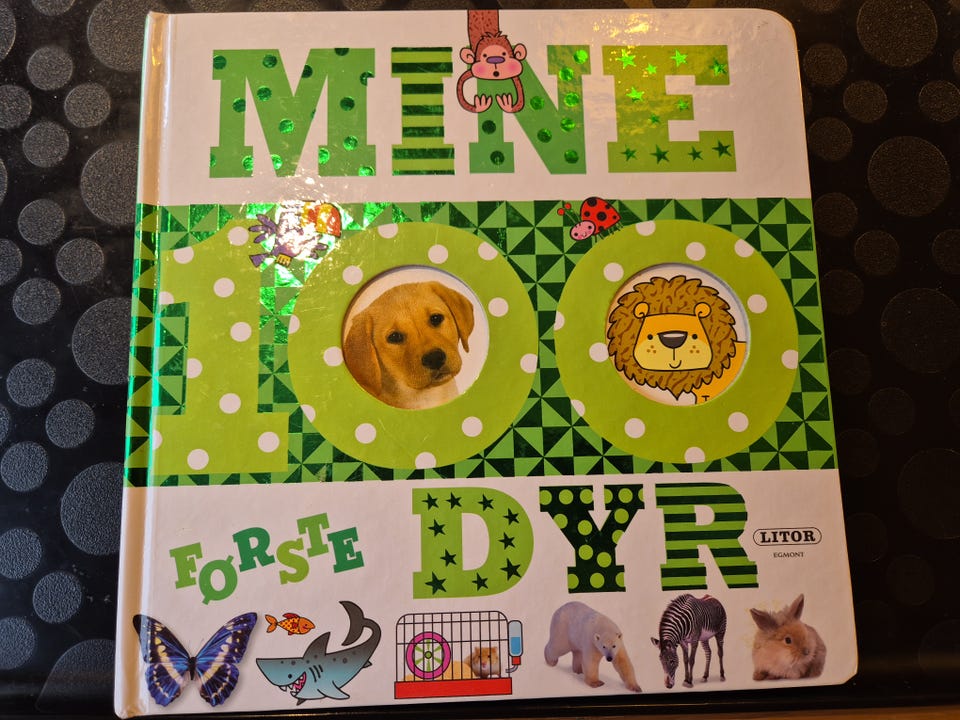 MINE
100
FØRSTE DYR
LITOR
EGMONT